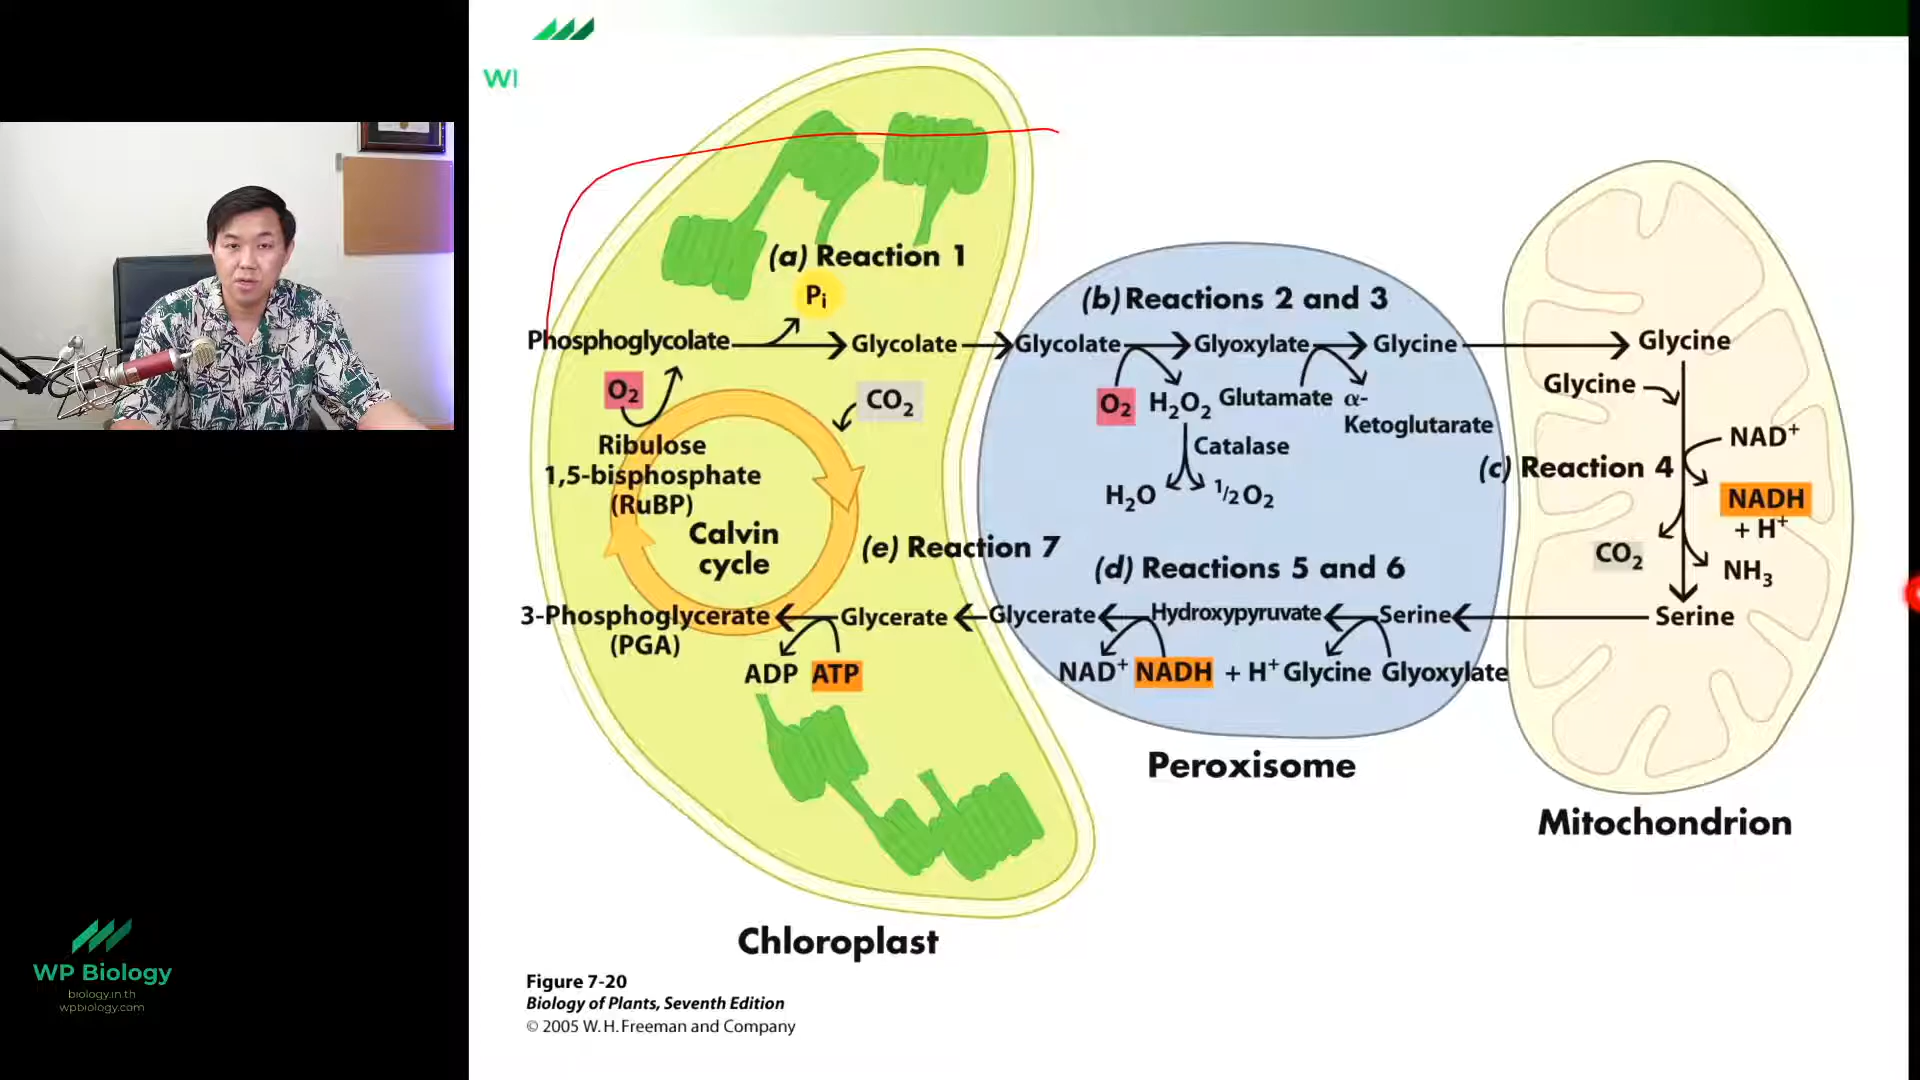 WI
(a) Reaction 1
Pi
Phosphoglycolate
Glycolate
O2
CO2
Ribulose
1,5-bisphosphate
(RuBP)
Calvin
cycle
(e) Reaction 7
3-Phosphoglycerate
(PGA)
Glycerate
ADP ATP
Chloroplast
(b) Reactions 2 and 3
Glycolate
Glyoxylate
Glycine
O2
H2O2
Glutamate
α-
Ketoglutarate
Catalase
H2O
1/2 O2
(d) Reactions 5 and 6
Glycerate
Hydroxypyruvate
Serine
NAD+ NADH + H+ Glycine Glyoxylate
Peroxisome
Glycine
Glycine
NAD+
(c) Reaction 4
NADH
+ H+
CO2
NH3
Serine
Mitochondrion
Figure 7-20
Biology of Plants, Seventh Edition
© 2005 W. H. Freeman and Company
WP Biology
biology.in.th
wpbiology.com